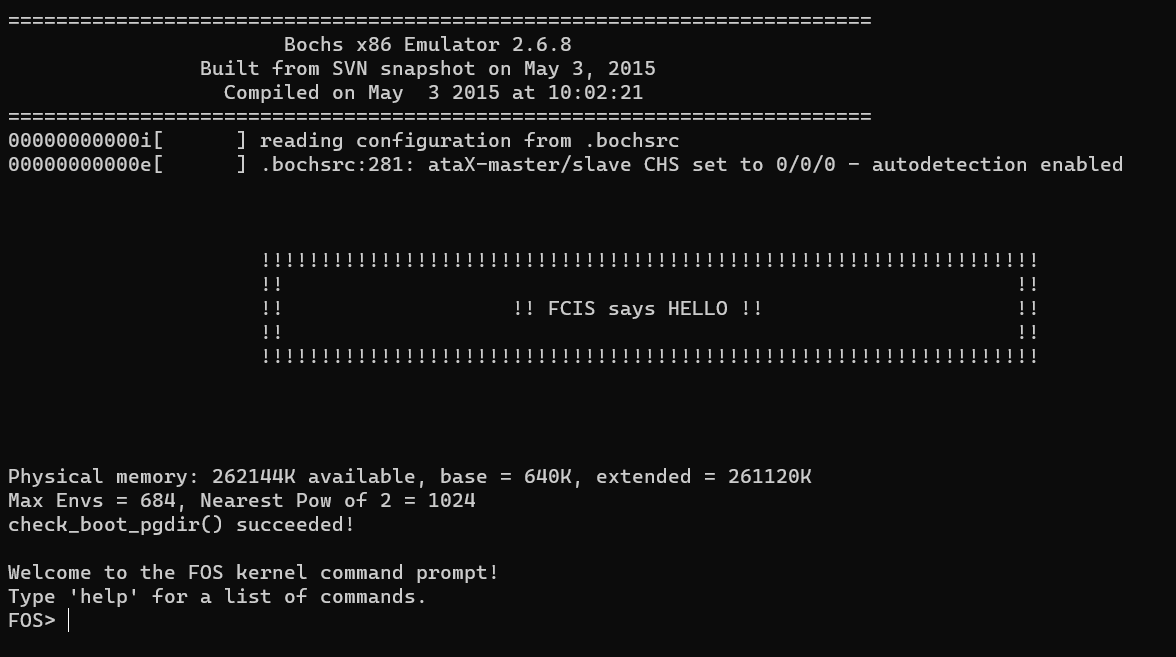 ========================================================================
                       Bochs x86 Emulator 2.6.8
                Built from SVN snapshot on May 3, 2015
                  Compiled on May  3 2015 at 10:02:21
========================================================================
00000000000i[      ] reading configuration from .bochsrc
00000000000e[      ] .bochsrc:281: ataX-master/slave CHS set to 0/0/0 - autodetection enabled
!!!!!!!!!!!!!!!!!!!!!!!!!!!!!!!!!!!!!!!!!!!!!!!!!!!!!!!!!!!!!!!!!
!!                                                             !!
!!                   !! FCIS says HELLO !!                     !!
!!                                                             !!
!!!!!!!!!!!!!!!!!!!!!!!!!!!!!!!!!!!!!!!!!!!!!!!!!!!!!!!!!!!!!!!!!
Physical memory: 262144K available, base = 640K, extended = 261120K
Max Envs = 684, Nearest Pow of 2 = 1024
check_boot_pgdir() succeeded!
Welcome to the FOS kernel command prompt!
Type 'help' for a list of commands.
FOS>